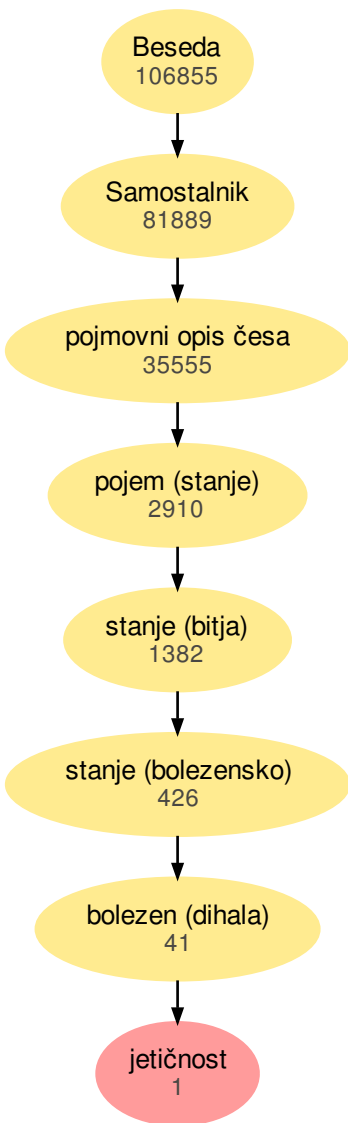 Beseda
106855
Samostalnik
81889
pojmovni opis česa
35555
pojem (stanje)
2910
stanje (bitja)
1382
stanje (bolezensko)
426
bolezen (dihala)
41
jetičnost
1